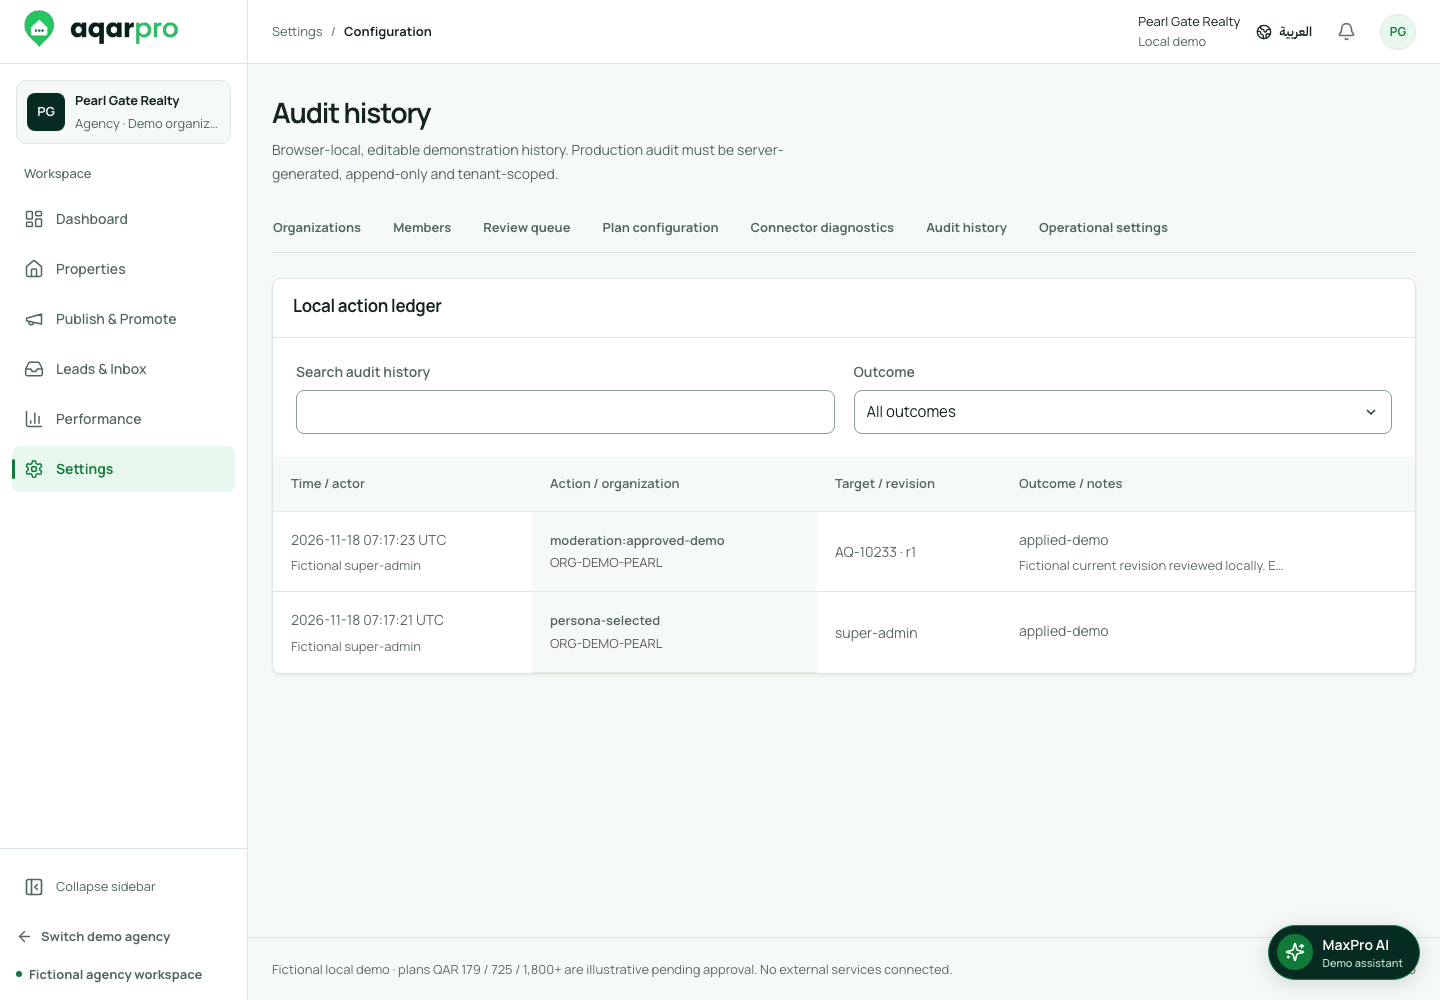 aqarpro
Settings / Configuration
Pearl Gate Realty
Local demo
العربية
PG
PG
Pearl Gate Realty
Agency · Demo organiz...
Workspace
Dashboard
Properties
Publish & Promote
Leads & Inbox
Performance
Settings
Collapse sidebar
Switch demo agency
Fictional agency workspace
Audit history
Browser-local, editable demonstration history. Production audit must be server-
generated, append-only and tenant-scoped.
Organizations Members Review queue Plan configuration Connector diagnostics Audit history Operational settings
Local action ledger
Search audit history
Outcome
All outcomes
Time / actor Action / organization Target / revision Outcome / notes
2026-11-18 07:17:23 UTC
Fictional super-admin
moderation:approved-demo
ORG-DEMO-PEARL
AQ-10233 · r1
applied-demo
Fictional current revision reviewed locally. E...
2026-11-18 07:17:21 UTC
Fictional super-admin
persona-selected
ORG-DEMO-PEARL
super-admin
applied-demo
Fictional local demo · plans QAR 179 / 725 / 1,800+ are illustrative pending approval. No external services connected.
MaxPro AI
Demo assistant